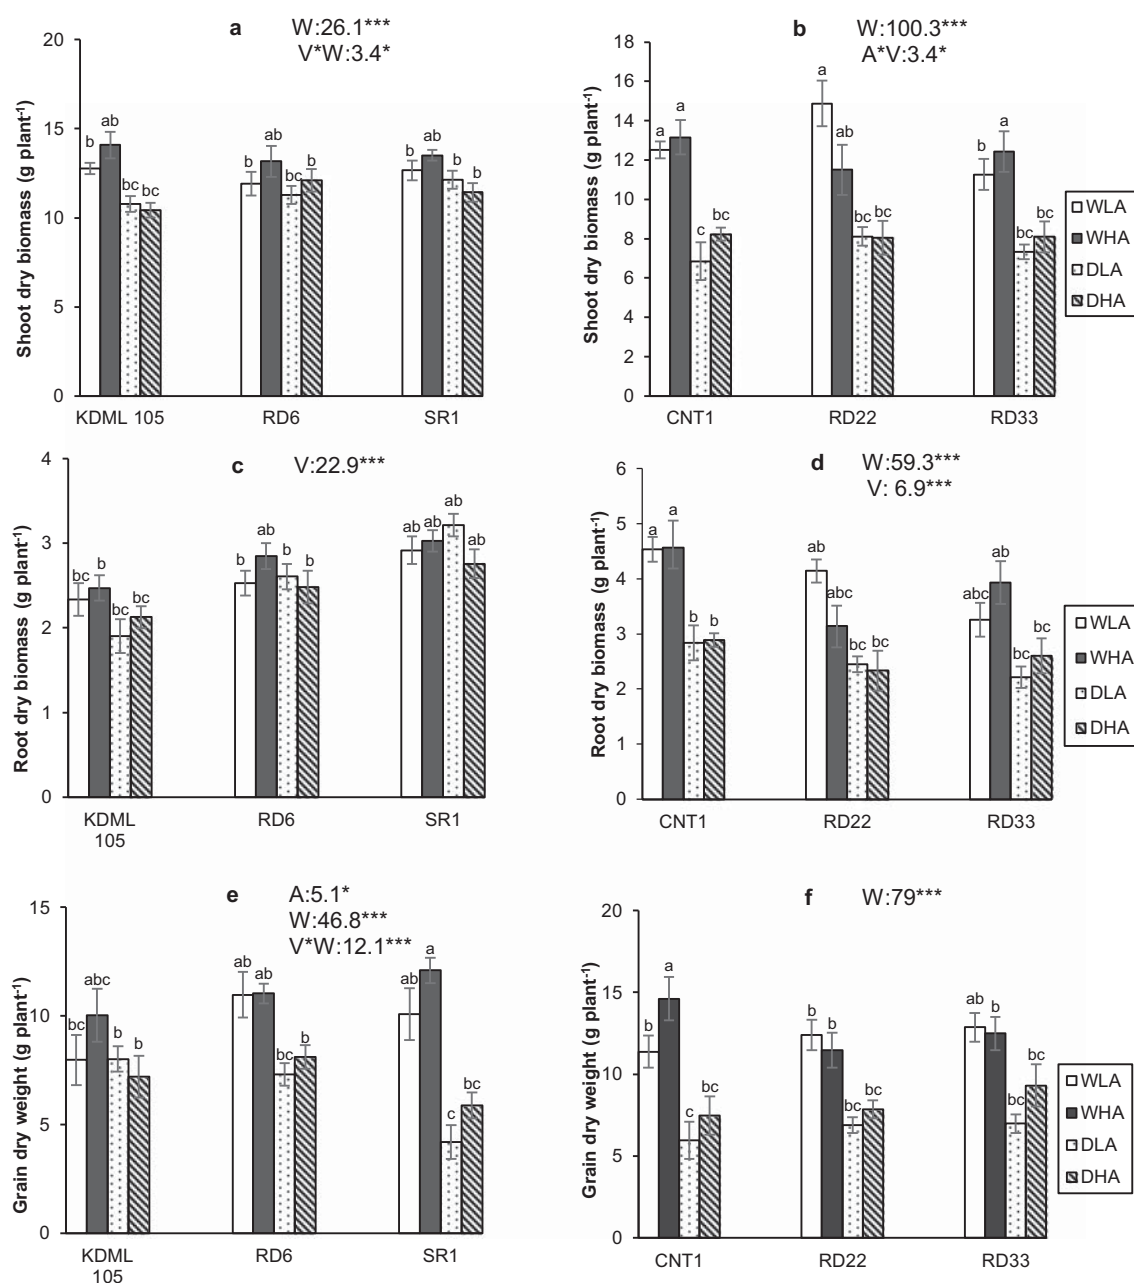 a
W:26.1***
V*W:3.4*
Shoot dry biomass (g plant⁻¹)
20
15
10
5
0
b
ab
bc
bc
b
ab
b
b
b
ab
b
b
KDML 105
RD6
SR1
b
W:100.3***
A*V:3.4*
Shoot dry biomass (g plant⁻¹)
18
16
14
12
10
8
6
4
2
0
a
a
c
bc
a
ab
bc
bc
b
a
bc
bc
CNT1
RD22
RD33
WLA
WHA
DLA
DHA
c
V:22.9***
Root dry biomass (g plant⁻¹)
4
3
2
1
0
bc
b
bc
bc
b
ab
b
b
ab
ab
ab
ab
KDML
105
RD6
SR1
d
W:59.3***
V: 6.9***
Root dry biomass (g plant⁻¹)
6
5
4
3
2
1
0
a
a
b
b
ab
abc
bc
bc
abc
ab
bc
bc
CNT1
RD22
RD33
WLA
WHA
DLA
DHA
e
A:5.1*
W:46.8***
V*W:12.1***
Grain dry weight (g plant⁻¹)
15
10
5
0
bc
abc
b
b
ab
ab
bc
b
ab
a
c
bc
KDML
105
RD6
SR1
f
W:79***
Grain dry weight (g plant⁻¹)
20
15
10
5
0
b
a
c
bc
b
b
bc
bc
ab
b
bc
bc
CNT1
RD22
RD33
WLA
WHA
DLA
DHA